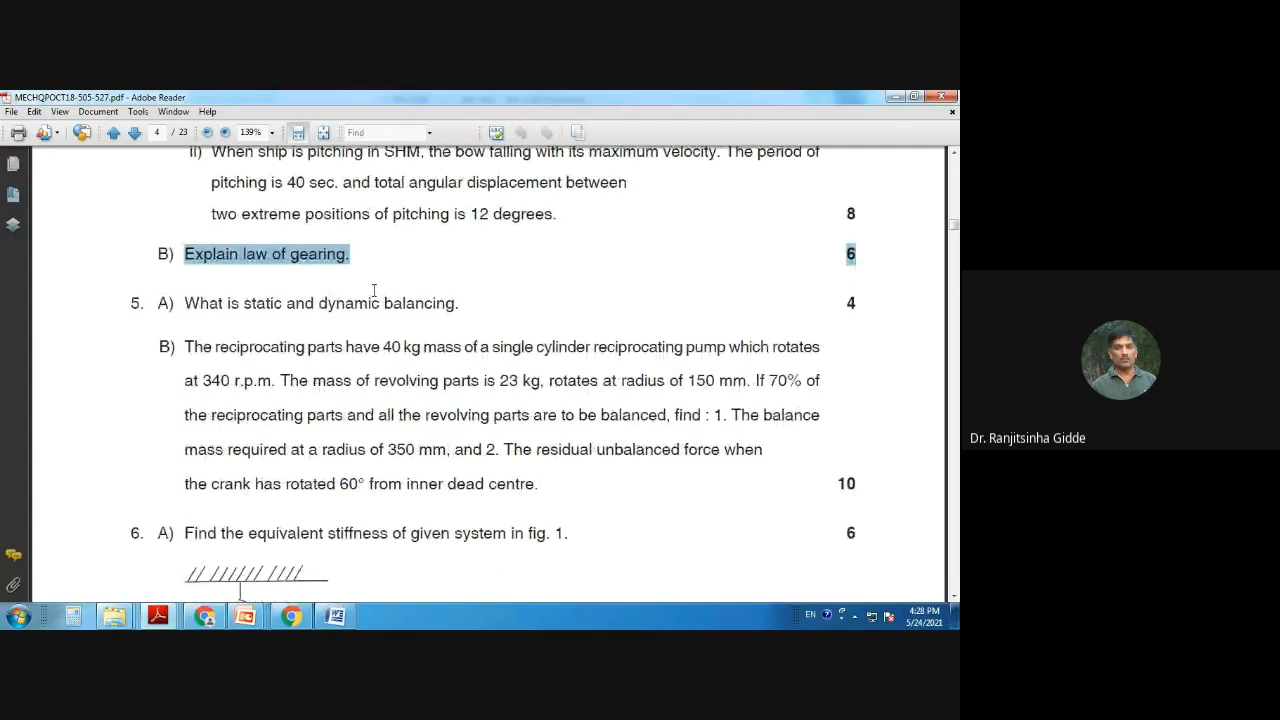 MECHQPOCT18-505-527.pdf - Adobe Reader
File Edit View Document Tools Window Help
4 / 23 139% Find
ii) When ship is pitching in SHM, the bow falling with its maximum velocity. The period of
pitching is 40 sec. and total angular displacement between
two extreme positions of pitching is 12 degrees. 8
B) Explain law of gearing. 6
5. A) What is static and dynamic balancing. 4
B) The reciprocating parts have 40 kg mass of a single cylinder reciprocating pump which rotates
at 340 r.p.m. The mass of revolving parts is 23 kg, rotates at radius of 150 mm. If 70% of
the reciprocating parts and all the revolving parts are to be balanced, find : 1. The balance
mass required at a radius of 350 mm, and 2. The residual unbalanced force when
the crank has rotated 60° from inner dead centre. 10
6. A) Find the equivalent stiffness of given system in fig. 1. 6
Dr. Ranjitsinha Gidde
EN 4:28 PM
5/24/2021